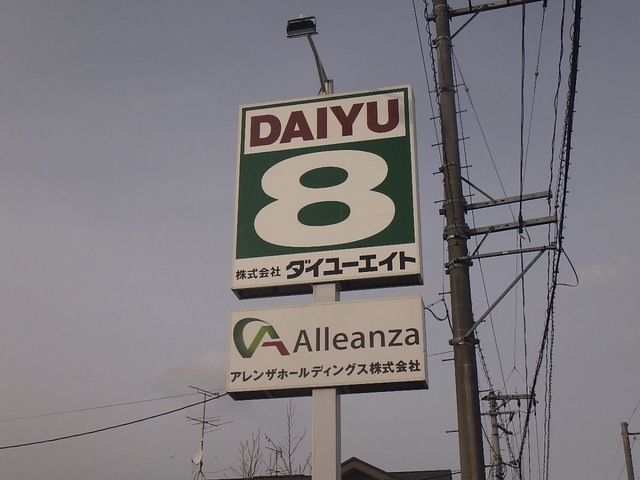 DAIYU
8
株式会社 ダイユーエイト
Alleanza
アレンザホールディングス株式会社